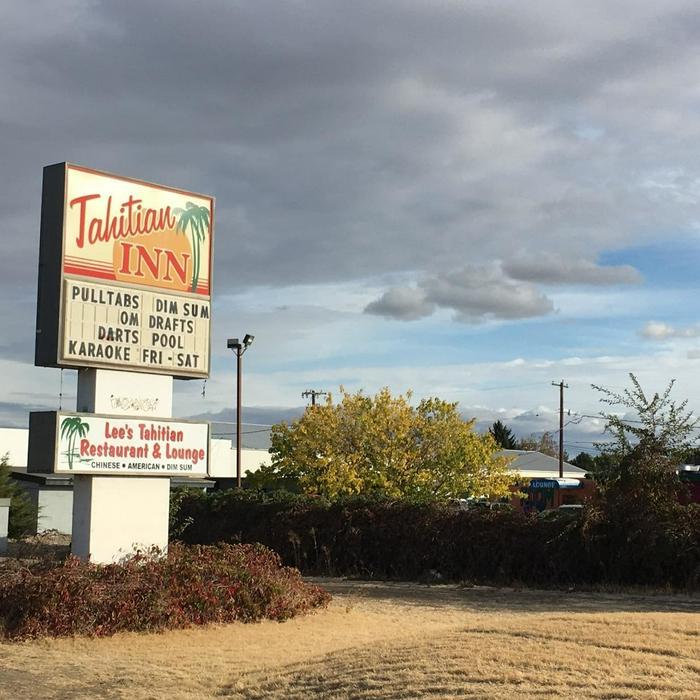 Tahitian
INN
PULLTABS DIM SUM
OM DRAFTS
DARTS POOL
KARAOKE FRI - SAT
Lee's Tahitian
Restaurant & Lounge
CHINESE • AMERICAN • DIM SUM
LOUNGE